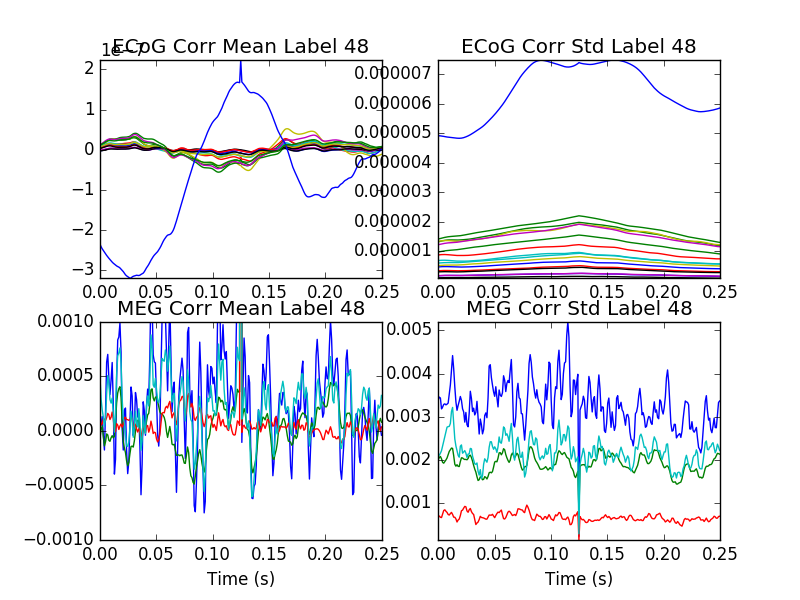 ECoG Corr Mean Label 48
1e−7
2
1
0
−1
−2
−3
0.00 0.05 0.10 0.15 0.20 0.25
ECoG Corr Std Label 48
0.000007
0.000006
0.000005
0.000004
0.000003
0.000002
0.000001
0.00 0.05 0.10 0.15 0.20 0.25
MEG Corr Mean Label 48
0.0010
0.0005
0.0000
−0.0005
−0.0010
0.00 0.05 0.10 0.15 0.20 0.25
Time (s)
MEG Corr Std Label 48
0.005
0.004
0.003
0.002
0.001
0.00 0.05 0.10 0.15 0.20 0.25
Time (s)